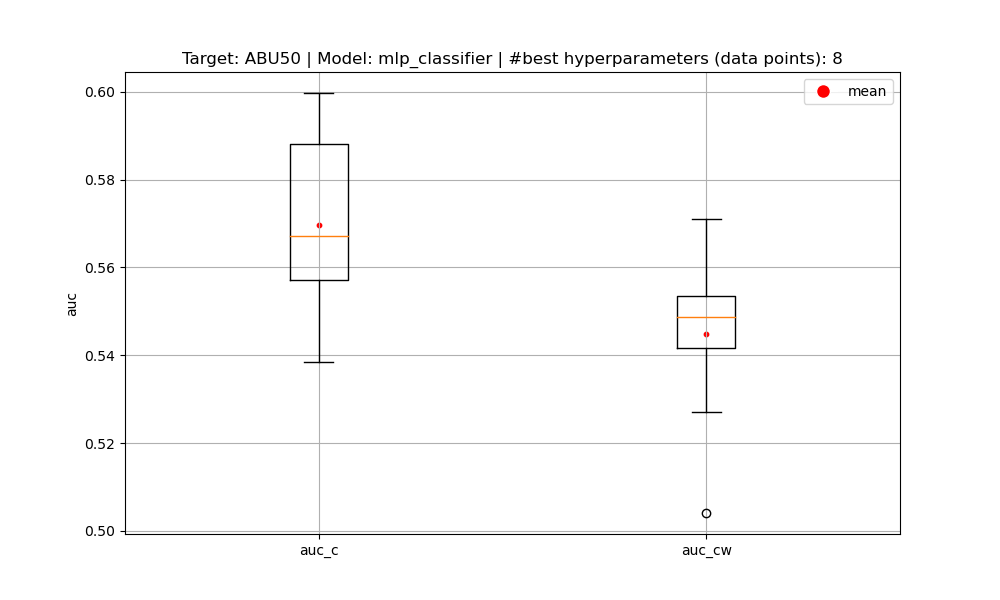 Target: ABU50 | Model: mlp_classifier | #best hyperparameters (data points): 8
mean
0.60
0.58
0.56
0.54
0.52
0.50
auc
auc_c
auc_cw